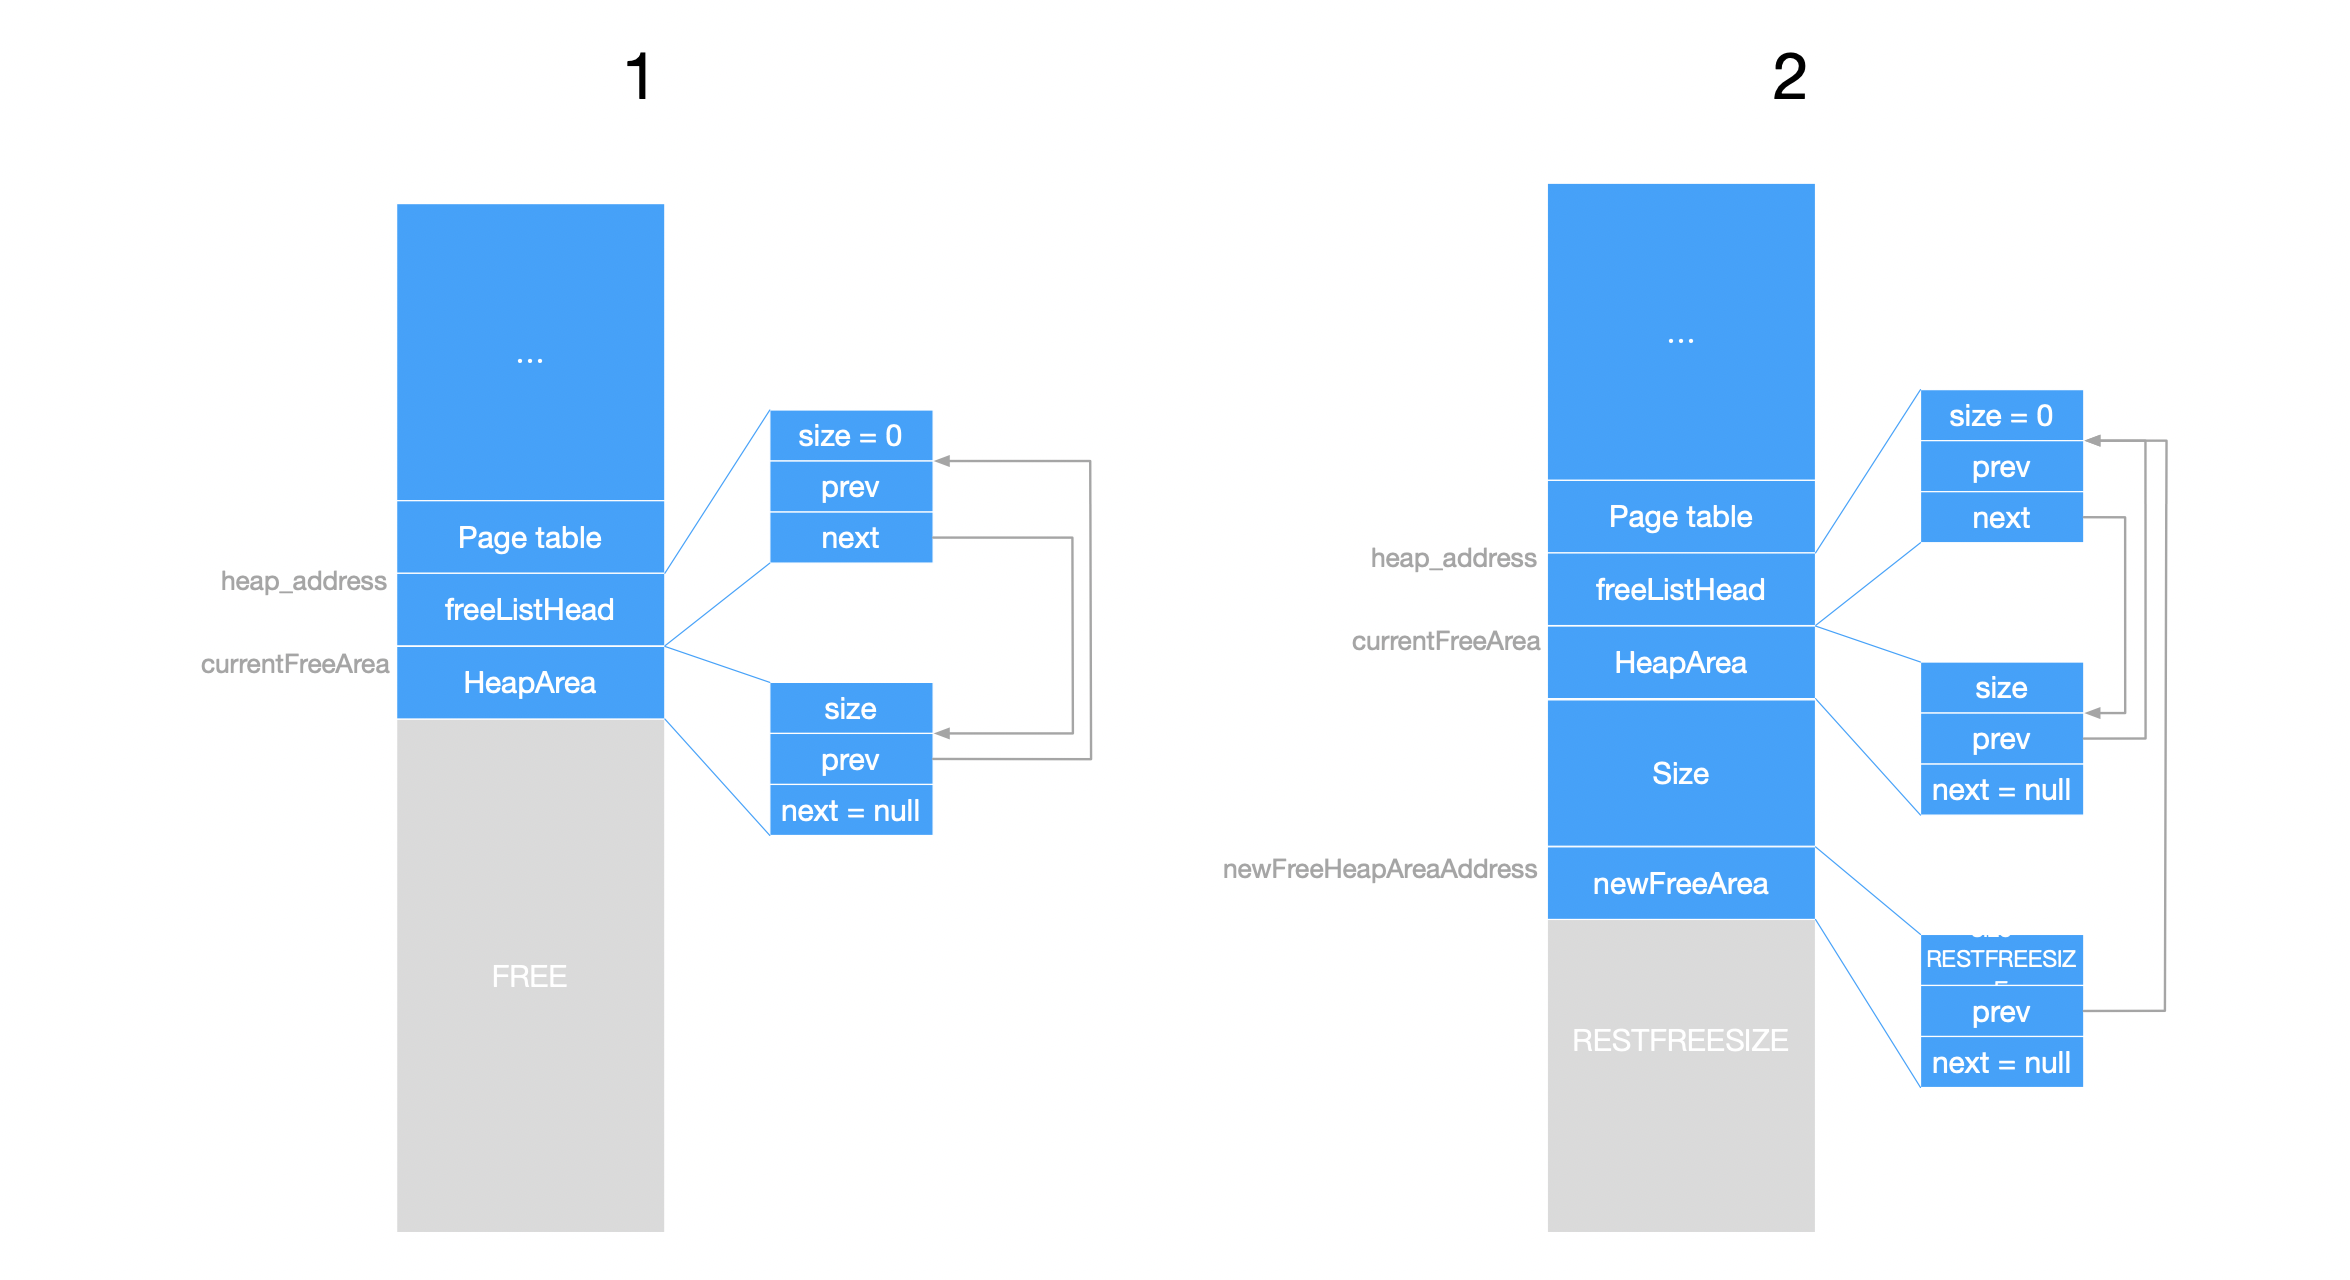 1
...
Page table
heap_address
freeListHead
currentFreeArea
HeapArea
FREE
size = 0
prev
next
size
prev
next = null
2
...
Page table
heap_address
freeListHead
currentFreeArea
HeapArea
Size
newFreeHeapAreaAddress
newFreeArea
RESTFREESIZE
size = 0
prev
next
size
prev
next = null
RESTFREESIZ
prev
next = null